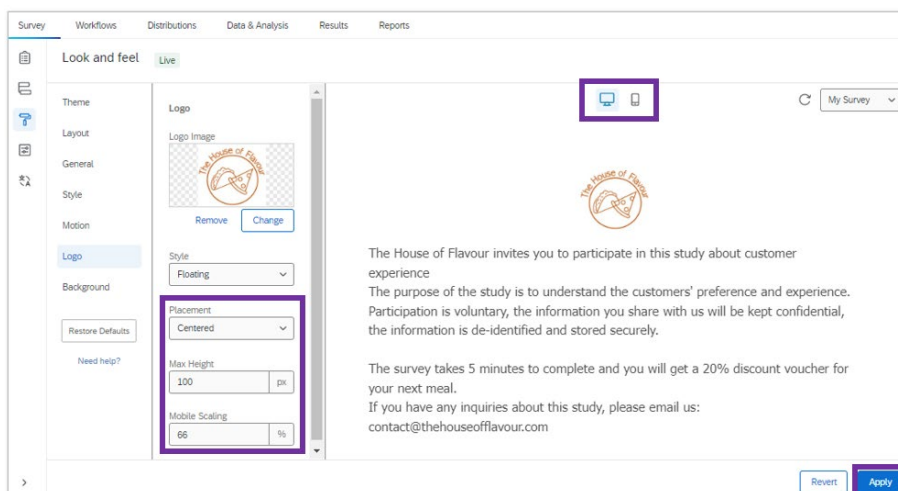 Survey Workflows Distributions Data & Analysis Results Reports
Look and feel Live
Theme
Layout
General
Style
Motion
Logo
Background
Restore Defaults
Need help?
Logo
Logo Image
The House of Flavour
Remove Change
Style
Floating
Placement
Centered
Max Height
100 px
Mobile Scaling
66 %
My Survey
The House of Flavour
The House of Flavour invites you to participate in this study about customer
experience
The purpose of the study is to understand the customers' preference and experience.
Participation is voluntary, the information you share with us will be kept confidential,
the information is de-identified and stored securely.
The survey takes 5 minutes to complete and you will get a 20% discount voucher for
your next meal.
If you have any inquiries about this study, please email us:
contact@thehouseofflavour.com
Revert Apply